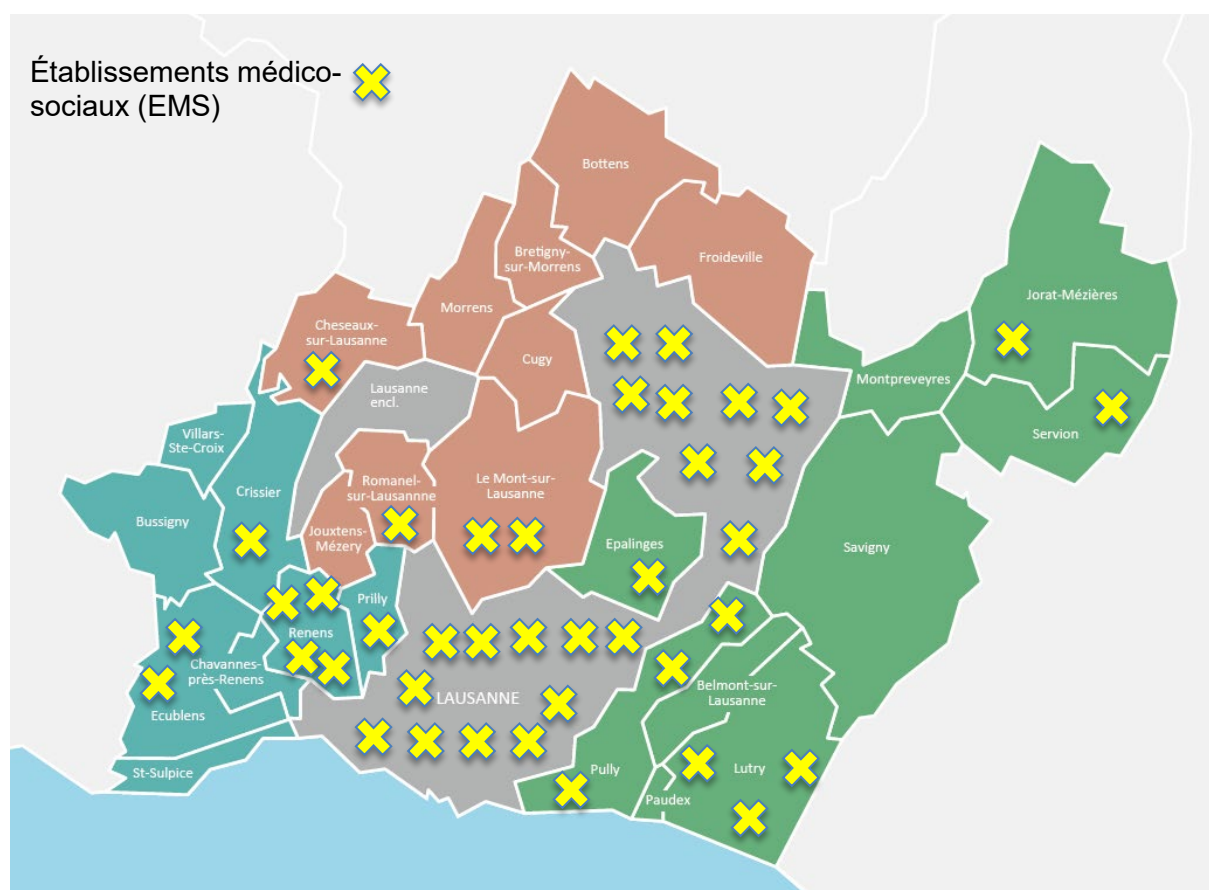 Établissements médico-
sociaux (EMS)
Bottens
Bretigny-
sur-Morrens
Froideville
Jorat-Mézières
Morrens
Cheseaux-
sur-Lausanne
Cugy
Montpreveyres
Lausanne
encl.
Servion
Villars-
Ste-Croix
Crissier
Romanel-
sur-Lausannne
Le Mont-sur-
Lausanne
Bussigny
Jouxtens-
Mézery
Epalinges
Savigny
Prilly
Renens
Chavannes-
près-Renens
Belmont-sur-
Lausanne
LAUSANNE
Ecublens
St-Sulpice
Pully
Lutry
Paudex